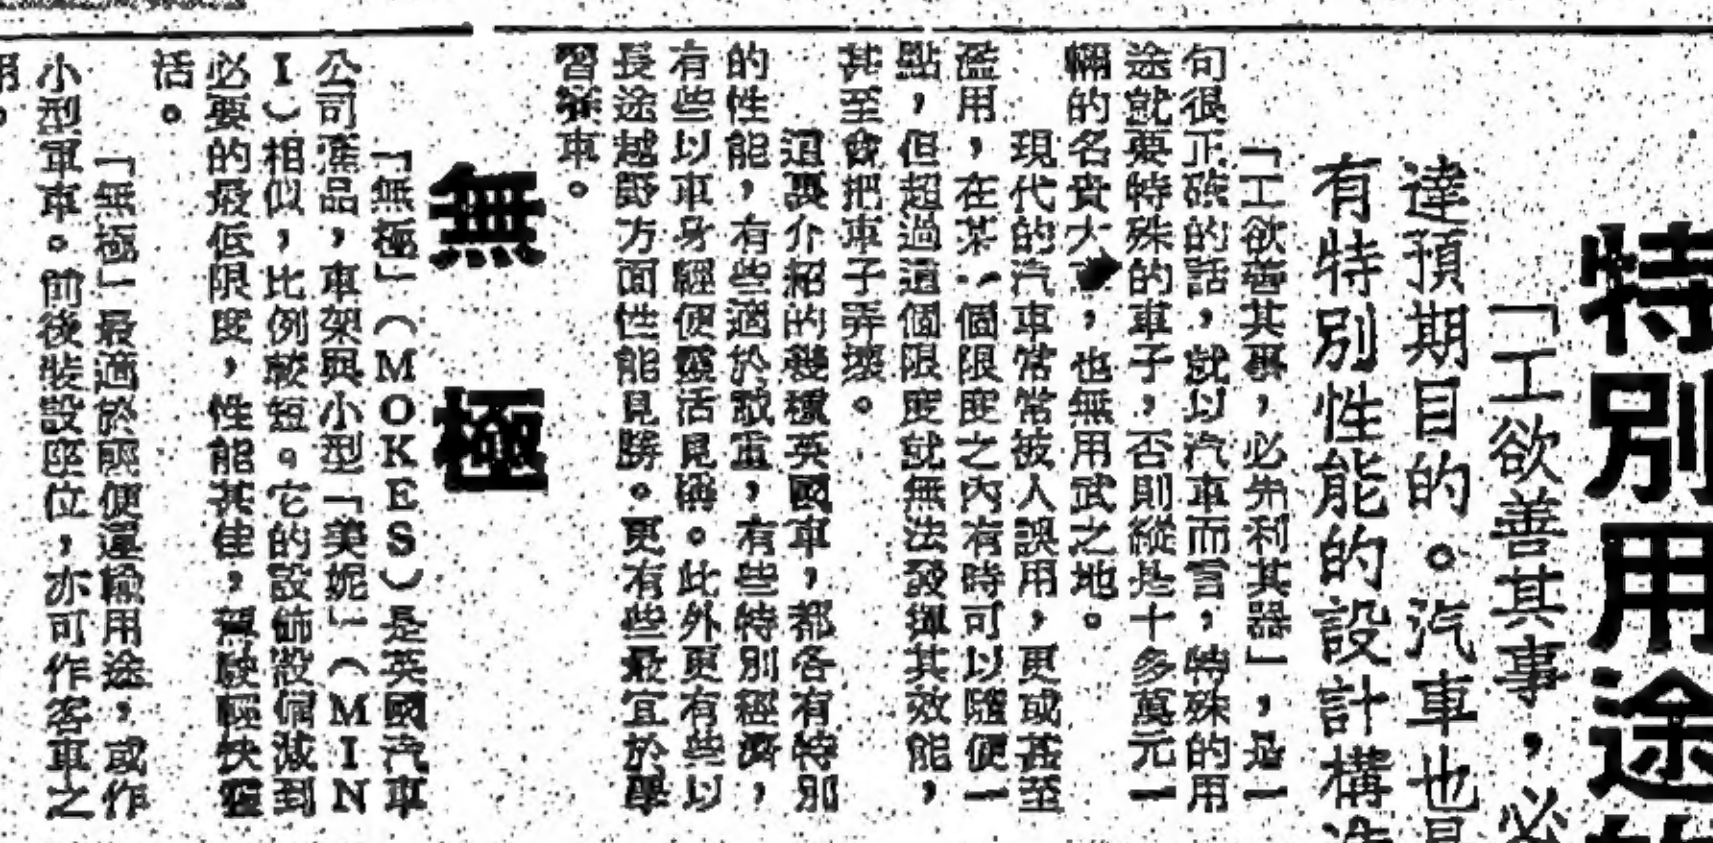 特別用途
「工欲善其事，必
達預期目的。汽車也
有特別性能的設計構
「工欲善其事，必先利其器」，是一
句很正確的話，就以汽車而言，特殊的用
途就要特殊的車子，否則縱是十多萬元一
輛的名貴大車，也無用武之地。
現代的汽車常常被人誤用，更或甚至
濫用，在某一個限度之內有時可以隨便一
點，但超過這個限度就無法發揮其效能，
甚至會把車子弄壞。
這裏介紹的幾種英國車，都各有特別
的性能，有些適於載重，有些特別經濟，
有些以車身輕便靈活見稱。此外更有些以
長途越野方面性能見勝。更有些最宜於學
習揸車。
無極
「無極」（MOKES）是英國汽車
公司產品，車架與小型「美妮」（MIN
I）相似，比例較短。它的設飾設備減到
必要的最低限度，性能甚佳，駕駛輕快靈
活。
「無極」最適於簡便運輸用途，或作
小型軍車。前後裝設座位，亦可作客車之
用。